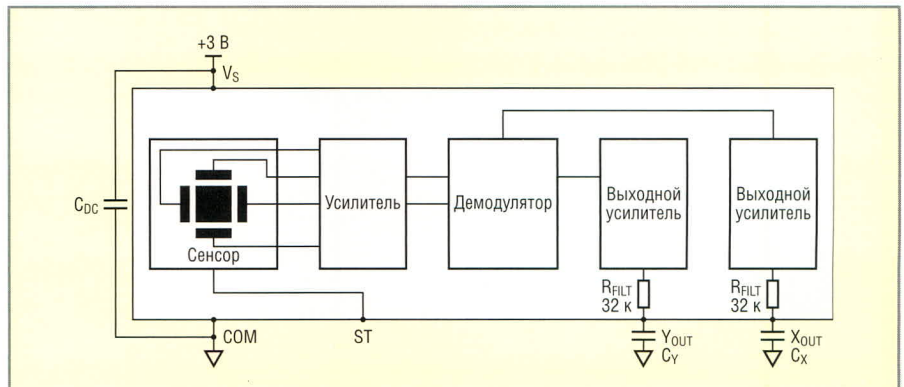 +3 В
V_S
C_DC
Сенсор
Усилитель
Демодулятор
Выходной
усилитель
Выходной
усилитель
R_FILT
32 к
R_FILT
32 к
COM
ST
Y_OUT
C_Y
X_OUT
C_X